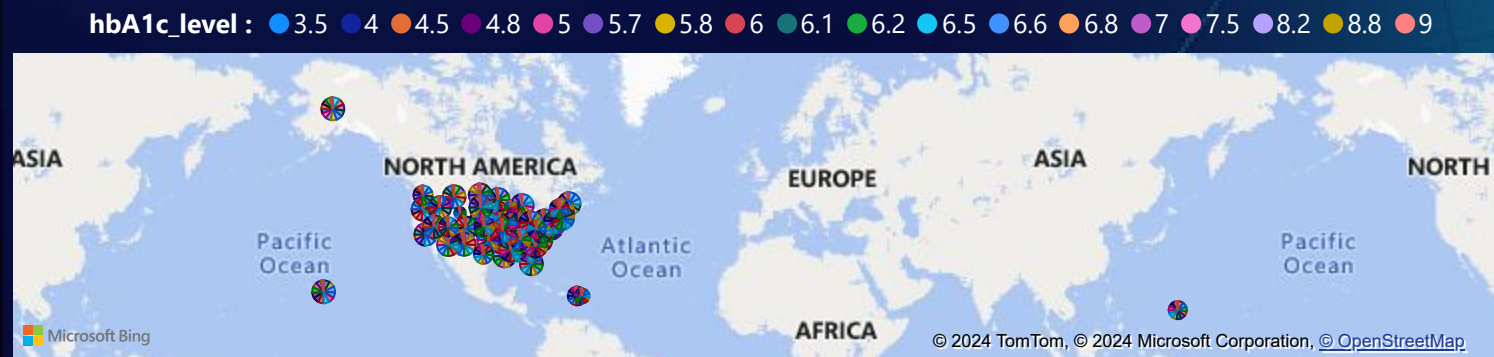 hbA1c_level : 3.5 4 4.5 4.8 5 5.7 5.8 6 6.1 6.2 6.5 6.6 6.8 7 7.5 8.2 8.8 9
ASIA
NORTH AMERICA
EUROPE
ASIA
NORTH
Pacific
Ocean
Atlantic
Ocean
Pacific
Ocean
AFRICA
Microsoft Bing
© 2024 TomTom, © 2024 Microsoft Corporation, © OpenStreetMap